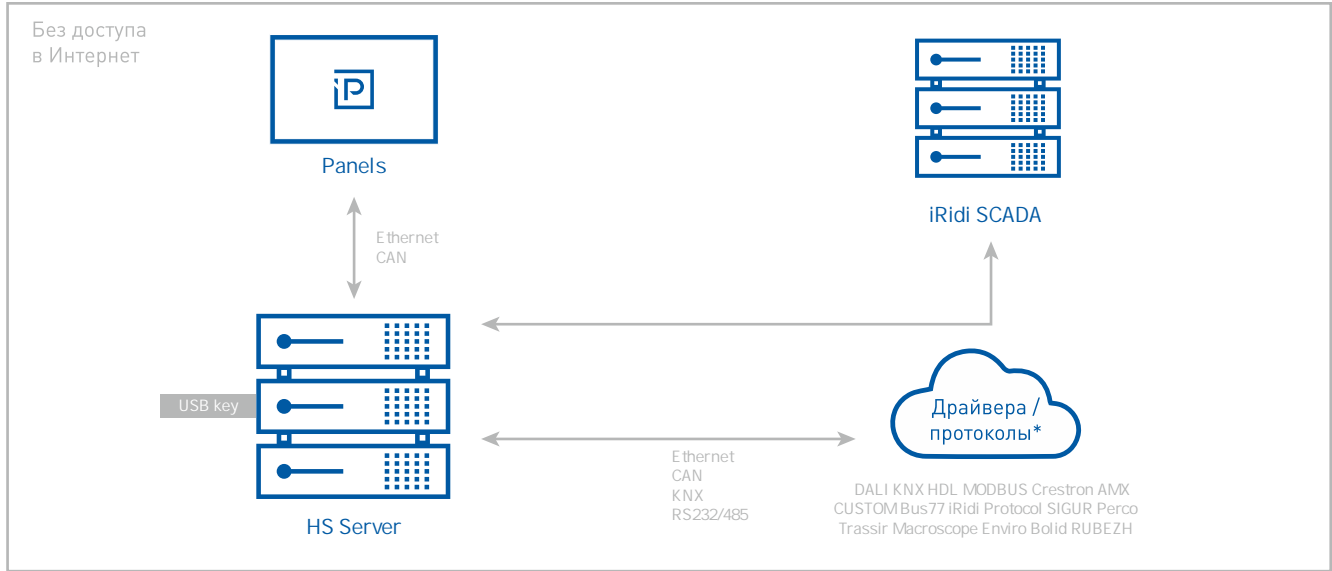 Без доступа
в Интернет
iP
Panels
iRidi SCADA
Ethernet
CAN
USB key
HS Server
Ethernet
CAN
KNX
RS232/485
Драйвера /
протоколы*
DALI KNX HDL MODBUS Crestron AMX
CUSTOM Bus77 iRidi Protocol SIGUR Perco
Trassir Macroscope Enviro Bolid RUBEZH